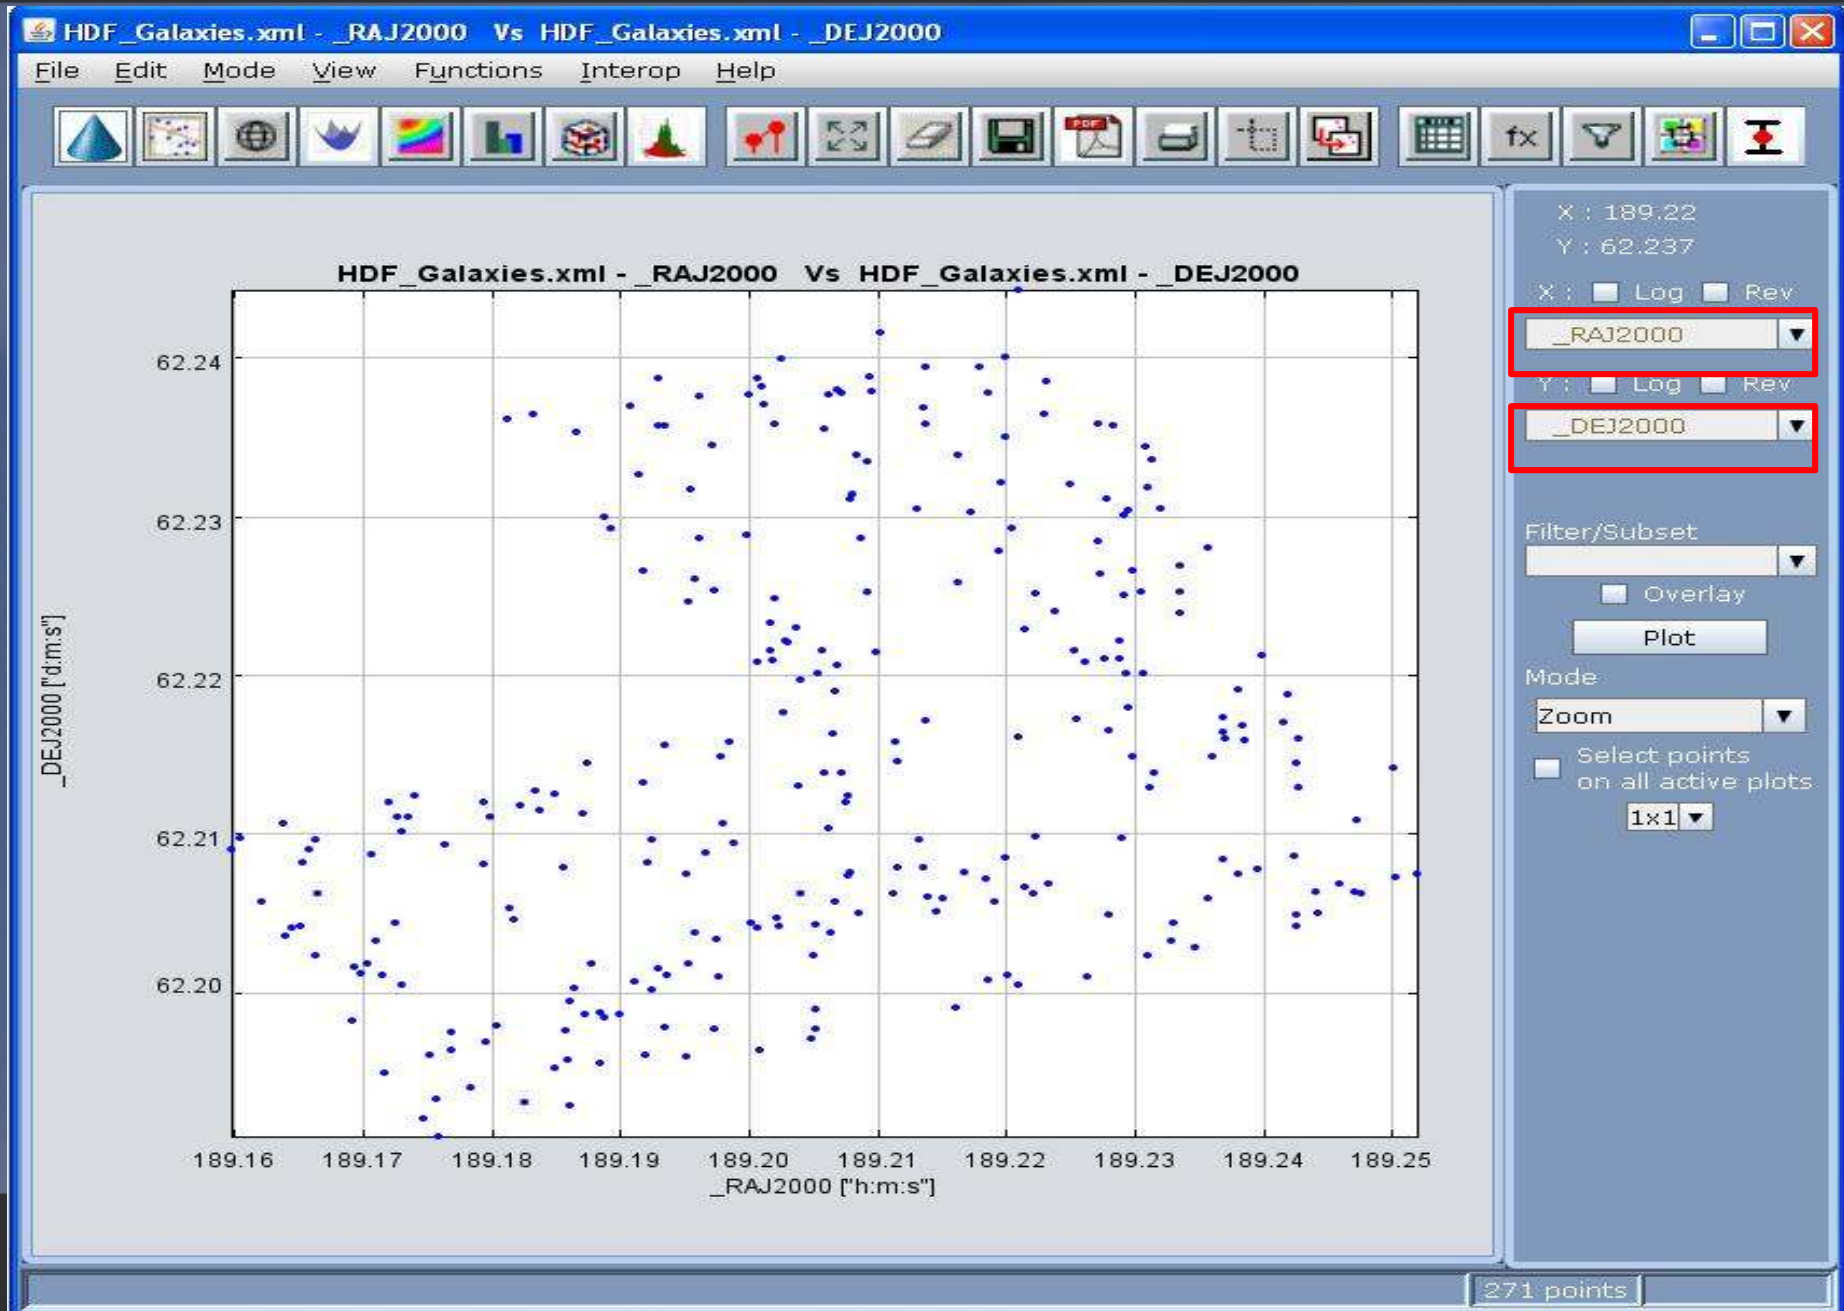 HDF_Galaxies.xml - _RAJ2000 Vs HDF_Galaxies.xml - _DEJ2000
File Edit Mode View Functions Interop Help
PDF
fx
X : 189.22
Y : 62.237
X : Log Rev
_RAJ2000
Y : Log Rev
_DEJ2000
Filter/Subset
Overlay
Plot
Mode
Zoom
Select points
on all active plots
1x1
HDF_Galaxies.xml - _RAJ2000 Vs HDF_Galaxies.xml - _DEJ2000
62.24
62.23
62.22
62.21
62.20
_DEJ2000 ["d:m:s"]
189.16 189.17 189.18 189.19 189.20 189.21 189.22 189.23 189.24 189.25
_RAJ2000 ["h:m:s"]
271 points